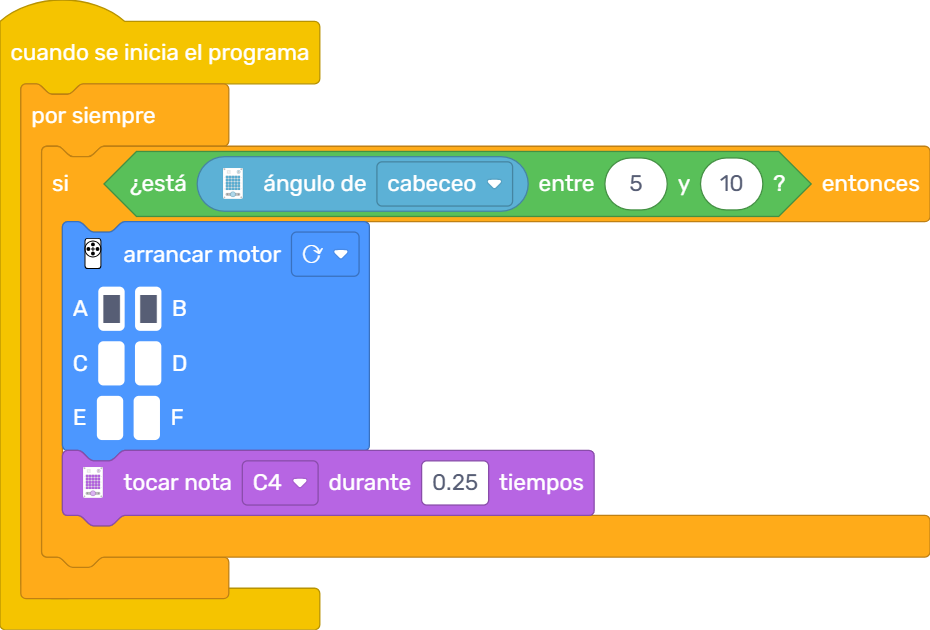 cuando se inicia el programa
por siempre
si ¿está ángulo de cabeceo entre 5 y 10 ? entonces
arrancar motor
A B
C D
E F
tocar nota C4 durante 0.25 tiempos